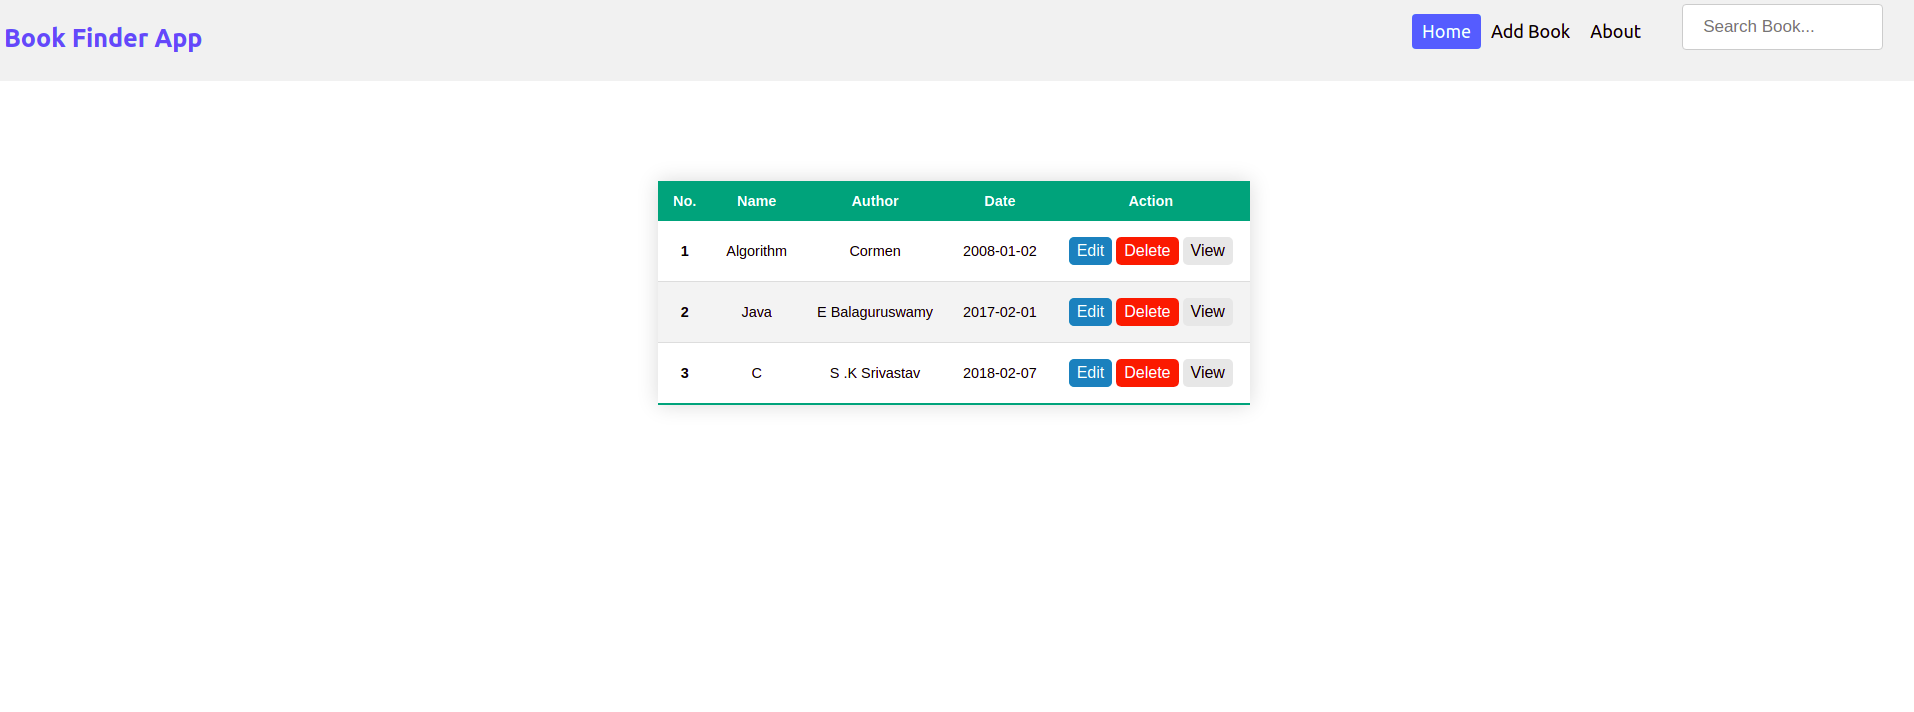 Book Finder App
Home Add Book About Search Book...
No. Name Author Date Action
1 Algorithm Cormen 2008-01-02 Edit Delete View
2 Java E Balaguruswamy 2017-02-01 Edit Delete View
3 C S .K Srivastav 2018-02-07 Edit Delete View